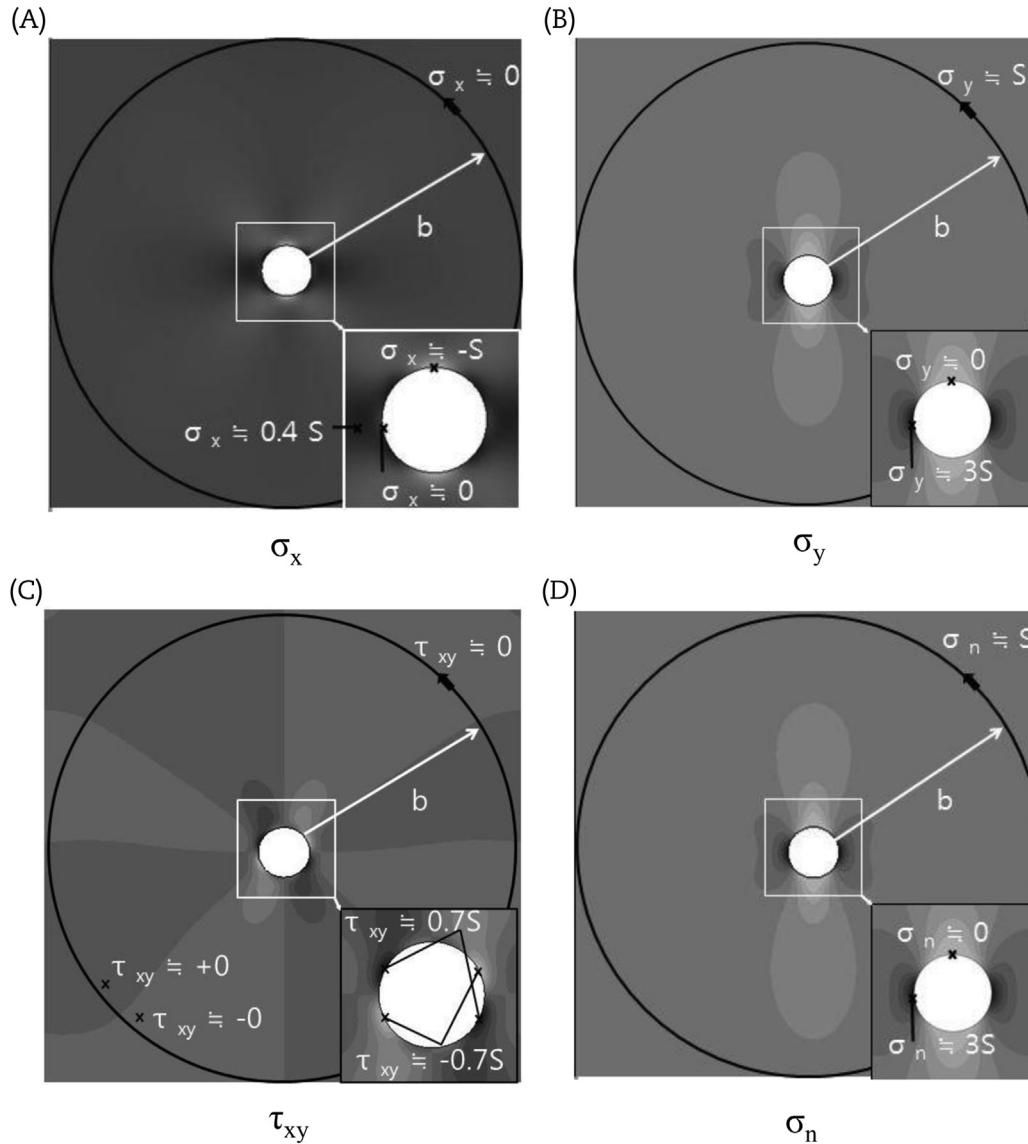 (A)
σ x ≒ 0
b
σ x ≒ -S
σ x ≒ 0.4 S
σ x ≒ 0
σx
(B)
σ y ≒ S
b
σ y ≒ 0
σ y ≒ 3S
σy
(C)
τ xy ≒ 0
b
τ xy ≒ +0
τ xy ≒ -0
τ xy ≒ 0.7S
τ xy ≒ -0.7S
τxy
(D)
σ n ≒ S
b
σ n ≒ 0
σ n ≒ 3S
σn